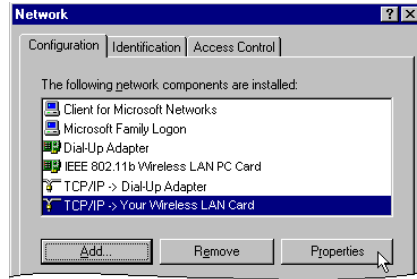 Network
Configuration Identification Access Control
The following network components are installed:
Client for Microsoft Networks
Microsoft Family Logon
Dial-Up Adapter
IEEE 802.11b Wireless LAN PC Card
TCP/IP -> Dial-Up Adapter
TCP/IP -> Your Wireless LAN Card
Add... Remove Properties